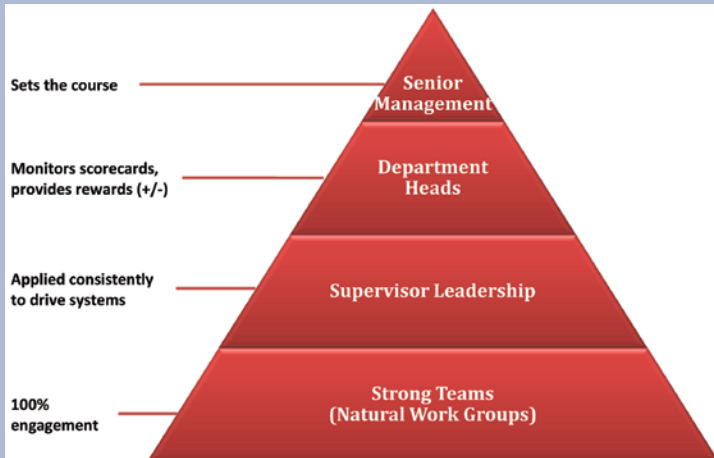 Sets the course
Senior
Management
Monitors scorecards,
provides rewards (+/-)
Department
Heads
Applied consistently
to drive systems
Supervisor Leadership
100%
engagement
Strong Teams
(Natural Work Groups)